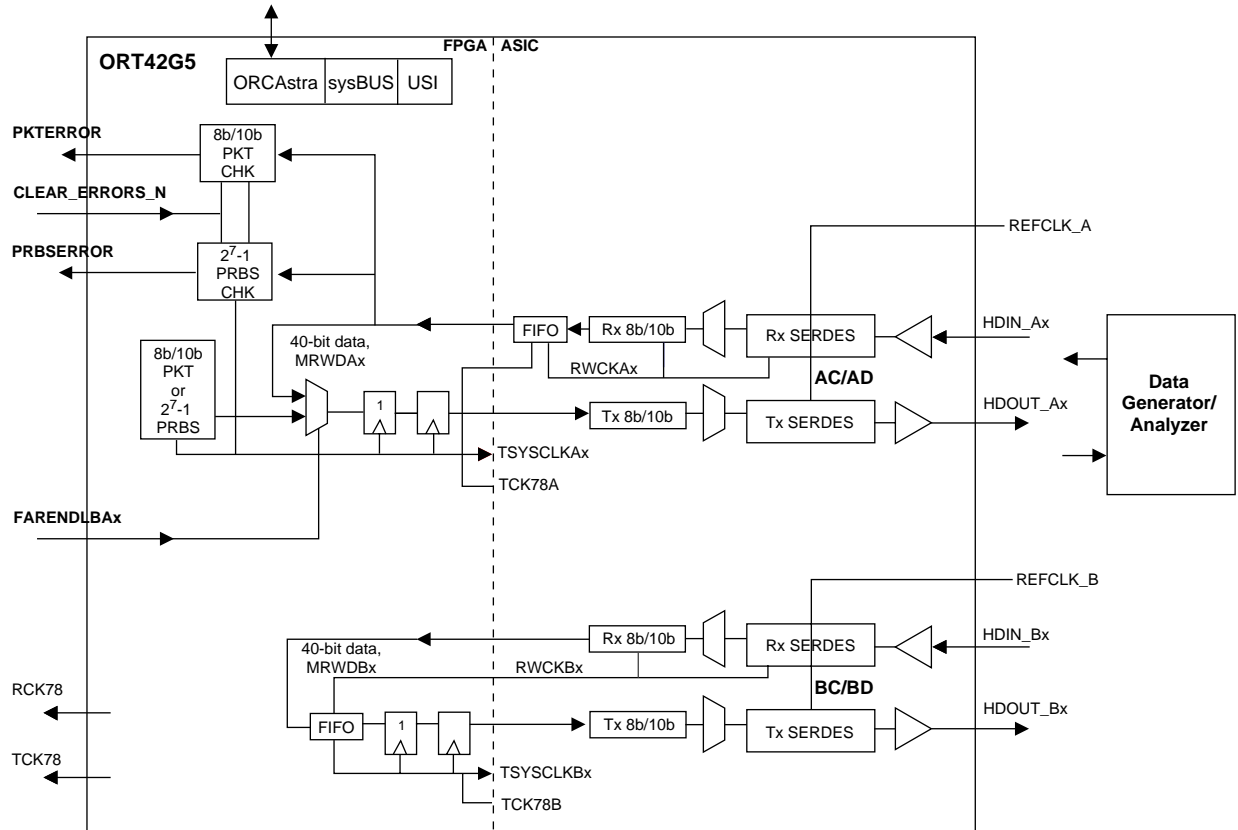 ORT42G5
FPGA
ASIC
ORCAstra
sysBUS
USI
PKTERROR
8b/10b
PKT
CHK
CLEAR_ERRORS_N
PRBSERROR
2⁷-1
PRBS
CHK
REFCLK_A
FIFO
Rx 8b/10b
Rx SERDES
HDIN_Ax
40-bit data,
MRWDAx
RWCKAx
AC/AD
8b/10b
PKT
or
2⁷-1
PRBS
1
Tx 8b/10b
Tx SERDES
HDOUT_Ax
Data
Generator/
Analyzer
TSYSCLKAx
TCK78A
FARENDLBAx
REFCLK_B
Rx 8b/10b
Rx SERDES
HDIN_Bx
40-bit data,
MRWDBx
RWCKBx
BC/BD
RCK78
FIFO
1
Tx 8b/10b
Tx SERDES
HDOUT_Bx
TCK78
TSYSCLKBx
TCK78B